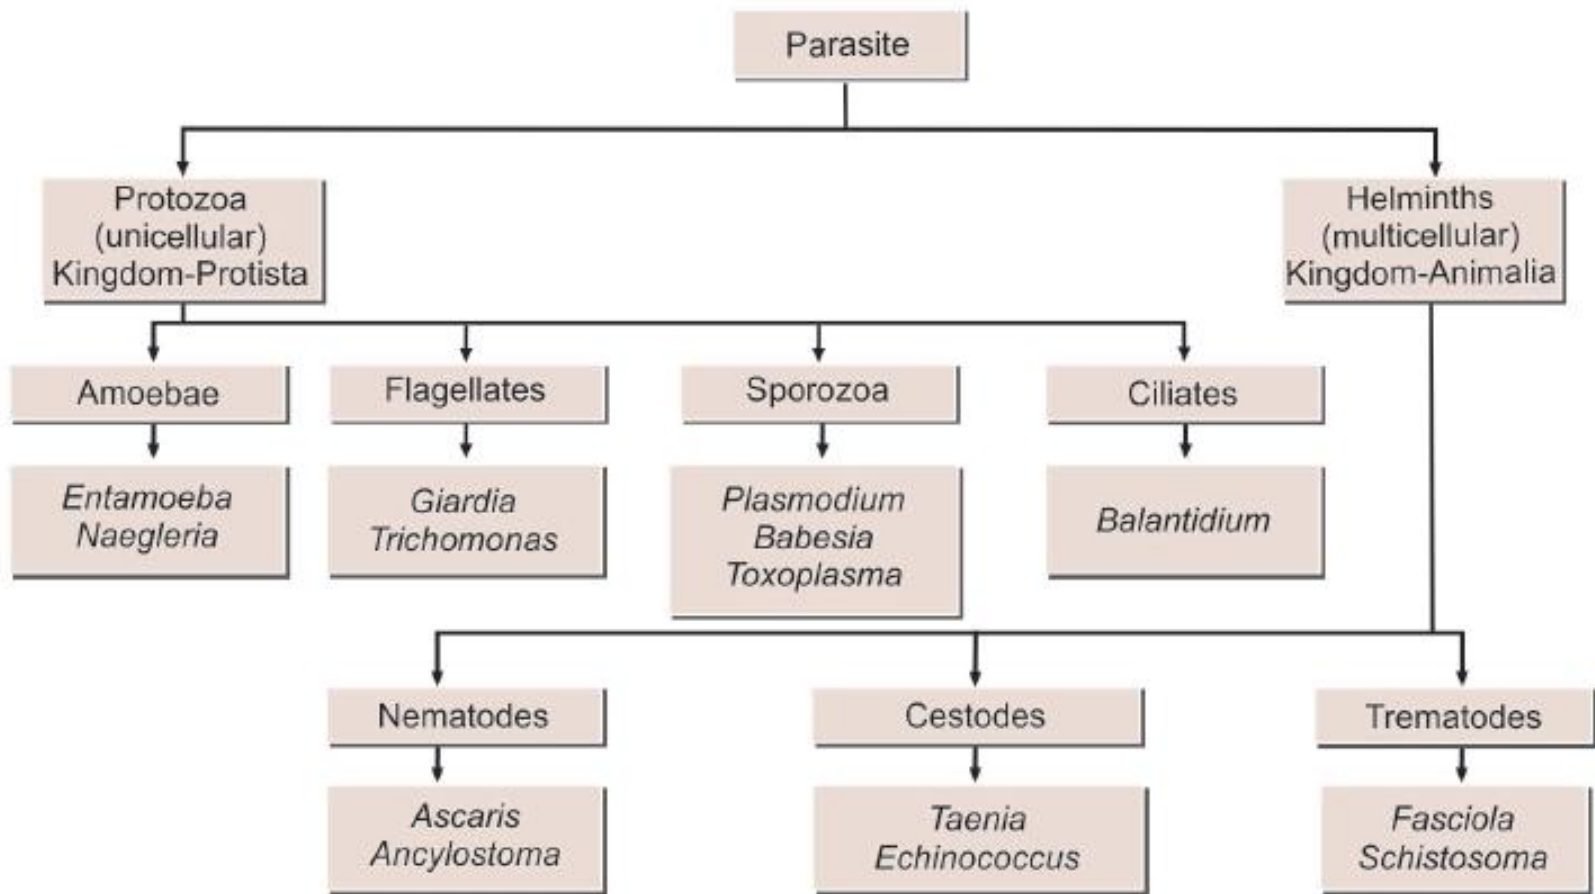 Parasite
Protozoa
(unicellular)
Kingdom-Protista
Helminths
(multicellular)
Kingdom-Animalia
Amoebae
Flagellates
Sporozoa
Ciliates
Entamoeba
Naegleria
Giardia
Trichomonas
Plasmodium
Babesia
Toxoplasma
Balantidium
Nematodes
Cestodes
Trematodes
Ascaris
Ancylostoma
Taenia
Echinococcus
Fasciola
Schistosoma